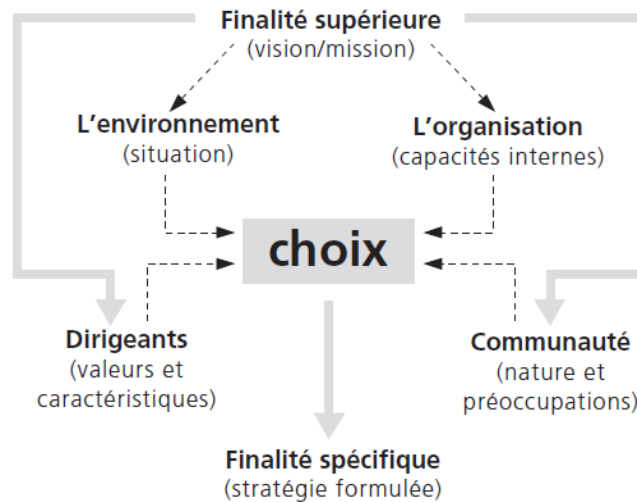 Finalité supérieure
(vision/mission)
L’environnement
(situation)
L’organisation
(capacités internes)
choix
Dirigeants
(valeurs et
caractéristiques)
Communauté
(nature et
préoccupations)
Finalité spécifique
(stratégie formulée)